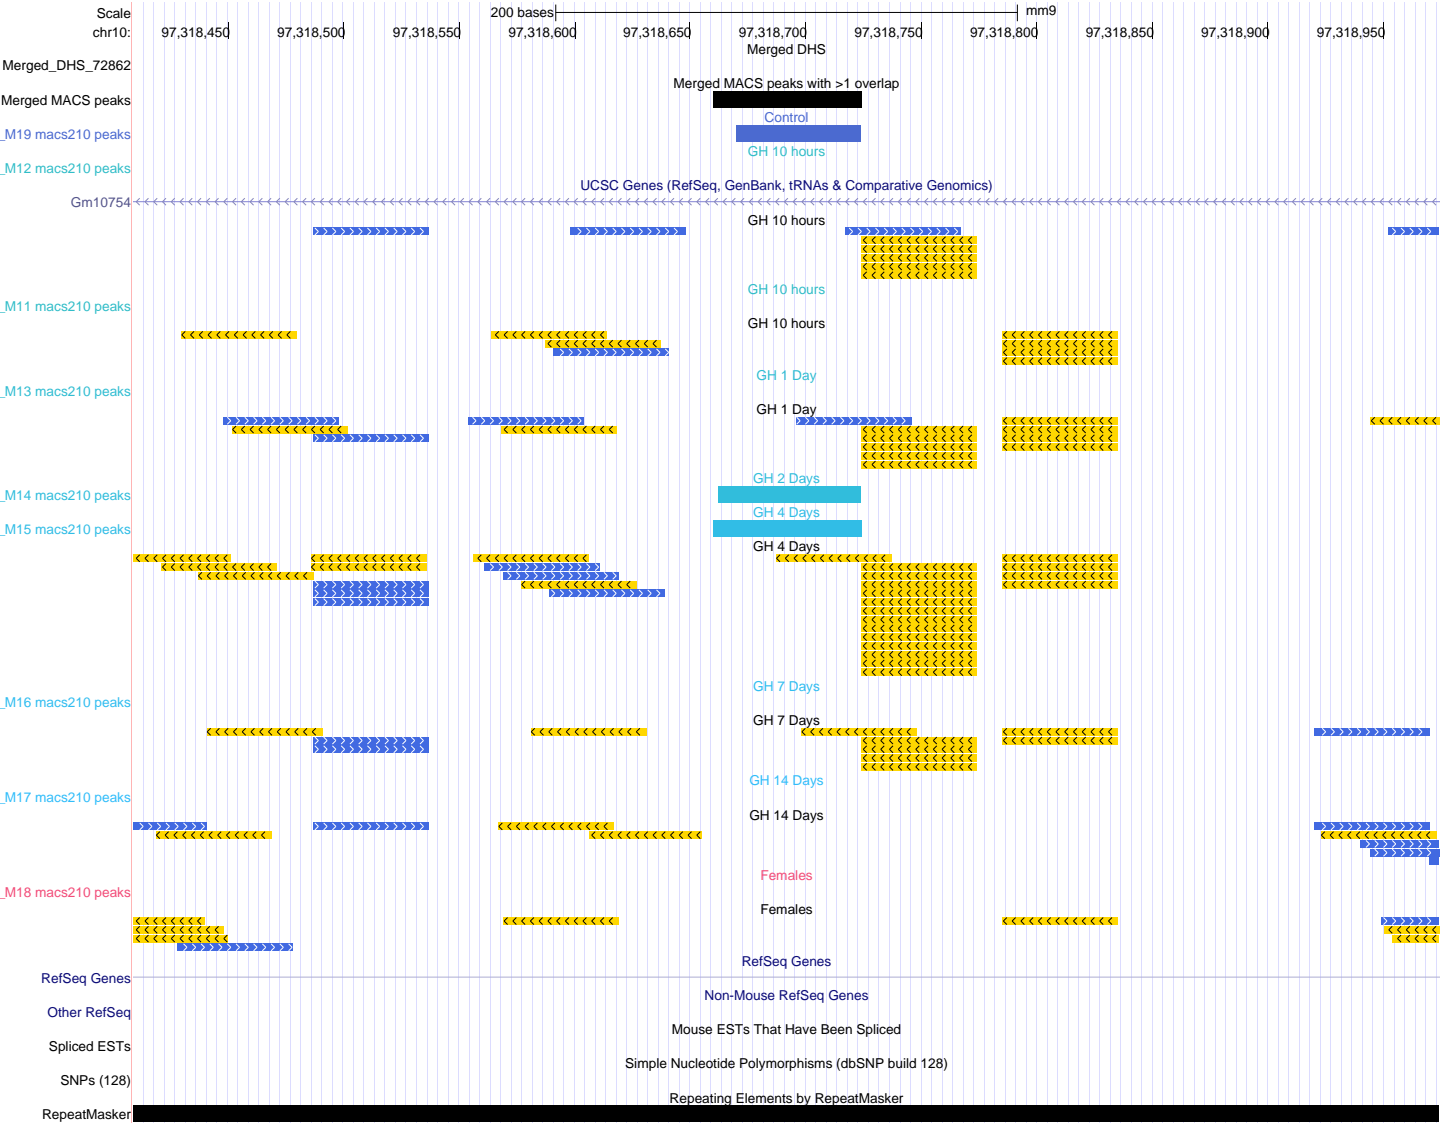 Scale 200 bases mm9
chr10: 97,318,450 97,318,500 97,318,550 97,318,600 97,318,650 97,318,700 97,318,750 97,318,800 97,318,850 97,318,900 97,318,950
Merged DHS
Merged_DHS_72862
Merged MACS peaks with >1 overlap
Merged MACS peaks
Control
_M19 macs210 peaks
GH 10 hours
_M12 macs210 peaks
UCSC Genes (RefSeq, GenBank, tRNAs & Comparative Genomics)
Gm10754
GH 10 hours
GH 10 hours
_M11 macs210 peaks
GH 10 hours
GH 1 Day
_M13 macs210 peaks
GH 1 Day
GH 2 Days
_M14 macs210 peaks
GH 4 Days
_M15 macs210 peaks
GH 4 Days
GH 7 Days
_M16 macs210 peaks
GH 7 Days
GH 14 Days
_M17 macs210 peaks
GH 14 Days
Females
_M18 macs210 peaks
Females
RefSeq Genes
RefSeq Genes
Non-Mouse RefSeq Genes
Other RefSeq
Mouse ESTs That Have Been Spliced
Spliced ESTs
Simple Nucleotide Polymorphisms (dbSNP build 128)
SNPs (128)
Repeating Elements by RepeatMasker
RepeatMasker